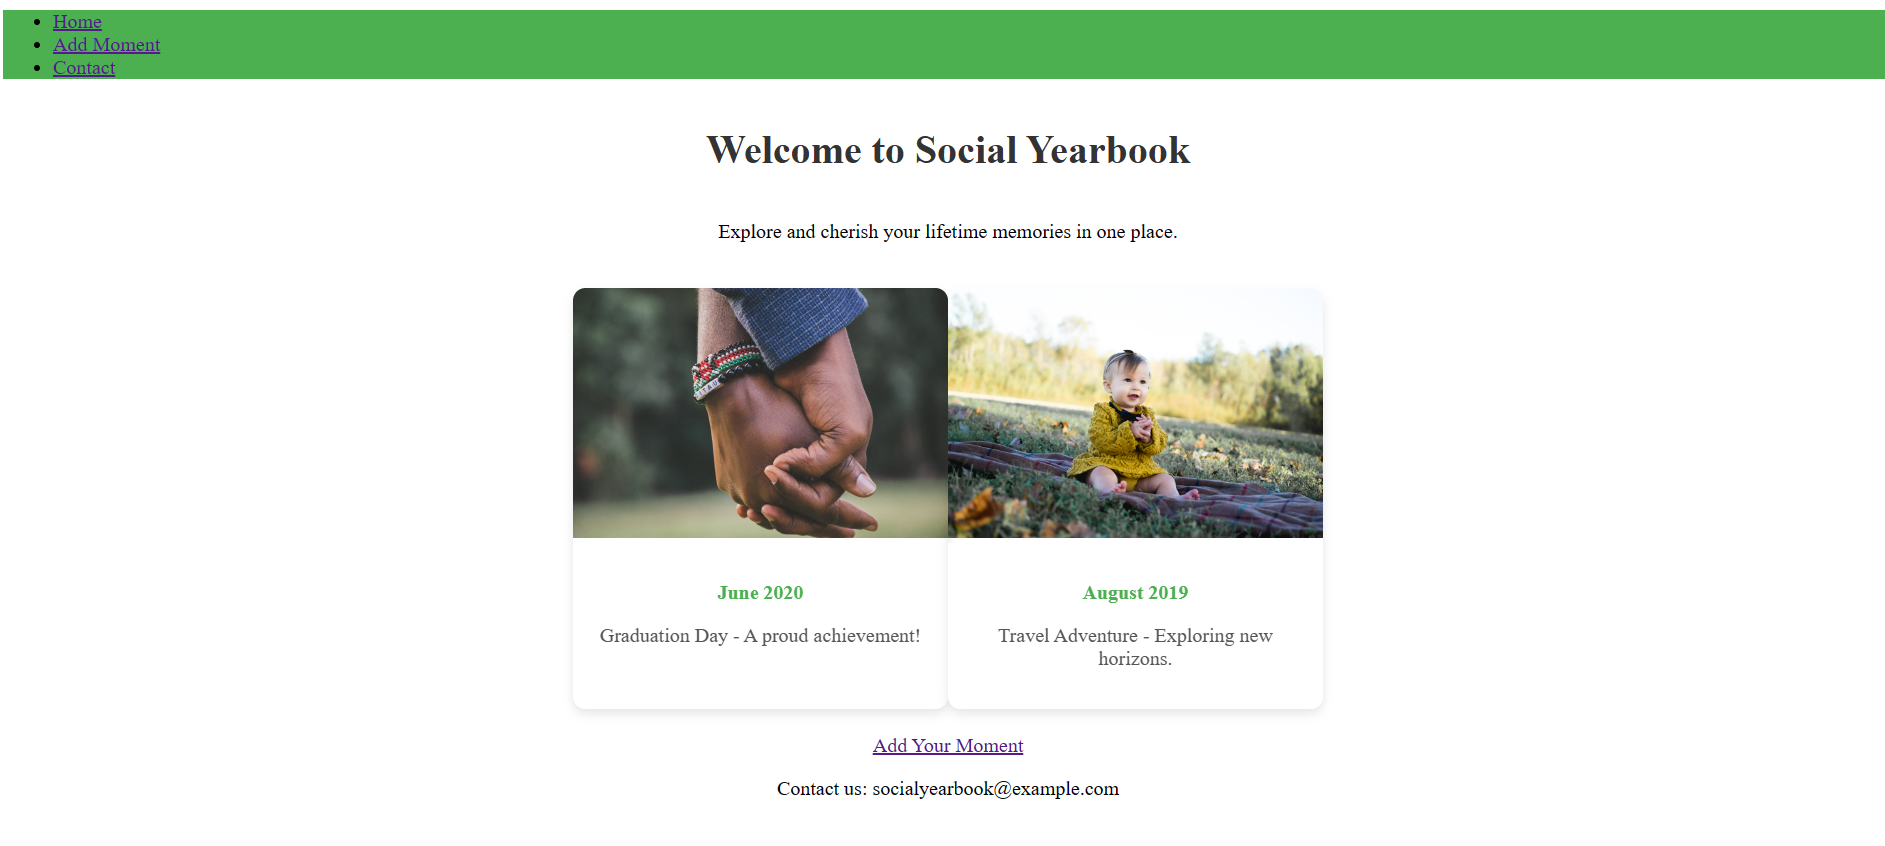 Home
Add Moment
Contact
Welcome to Social Yearbook
Explore and cherish your lifetime memories in one place.
June 2020
Graduation Day - A proud achievement!
August 2019
Travel Adventure - Exploring new
horizons.
Add Your Moment
Contact us: socialyearbook@example.com